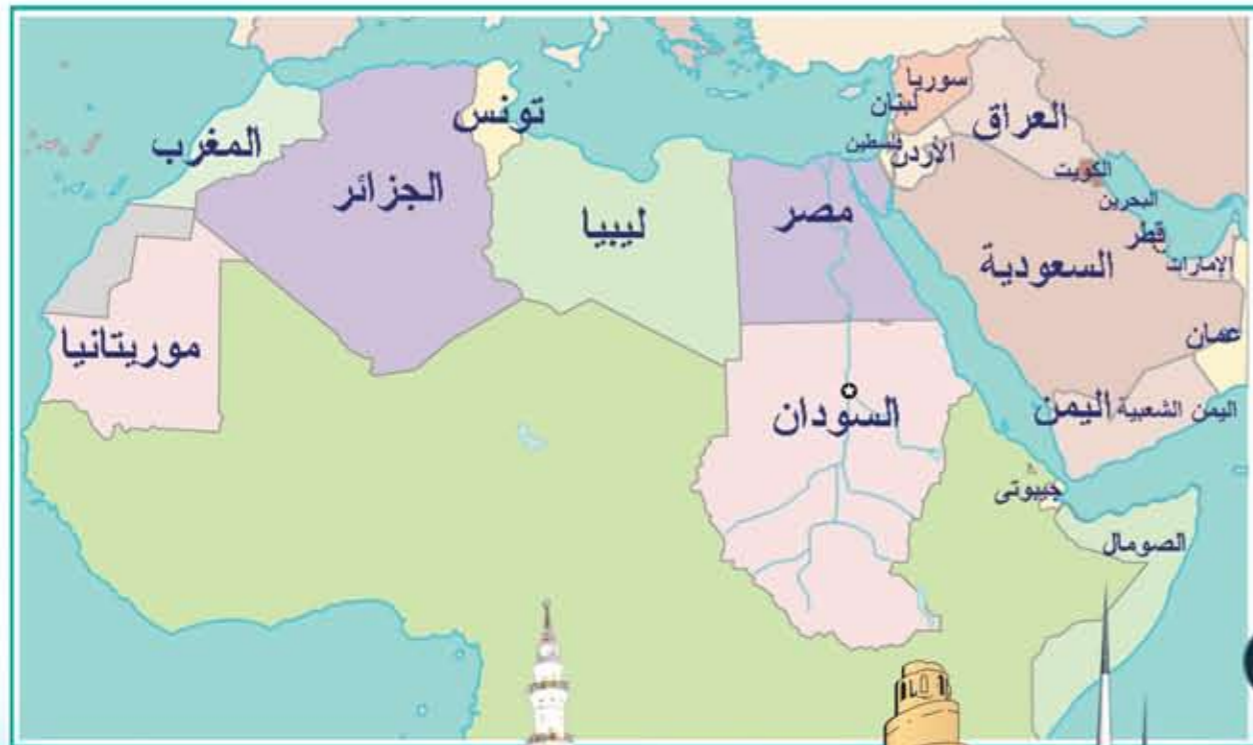 سوريا
لبنان
العراق
تونس
المغرب
فلسطين
الأردن
الكويت
الجزائر
البحرين
مصر
ليبيا
قطر
السعودية
الإمارات
عمان
موريتانيا
اليمن
اليمن الشعبية
السودان
جيبوتى
الصومال